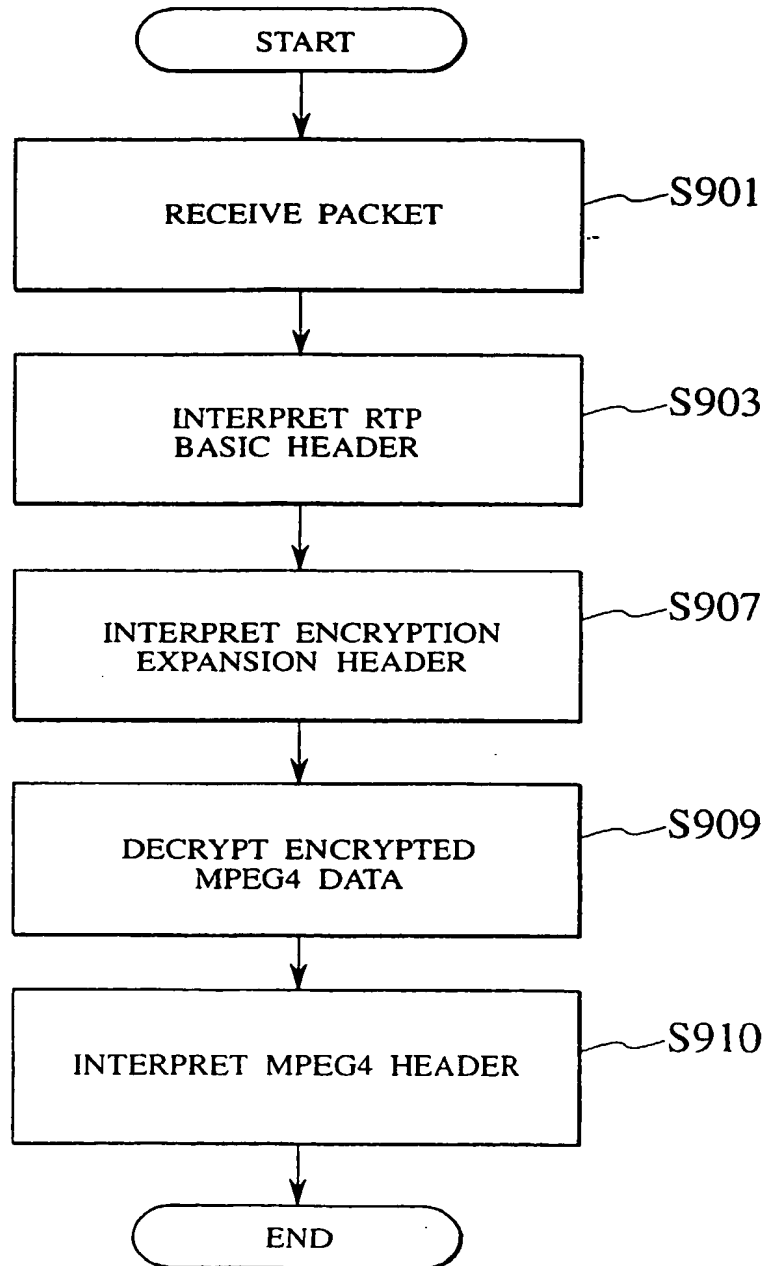 START
RECEIVE PACKET
S901
INTERPRET RTP
BASIC HEADER
S903
INTERPRET ENCRYPTION
EXPANSION HEADER
S907
DECRYPT ENCRYPTED
MPEG4 DATA
S909
INTERPRET MPEG4 HEADER
S910
END